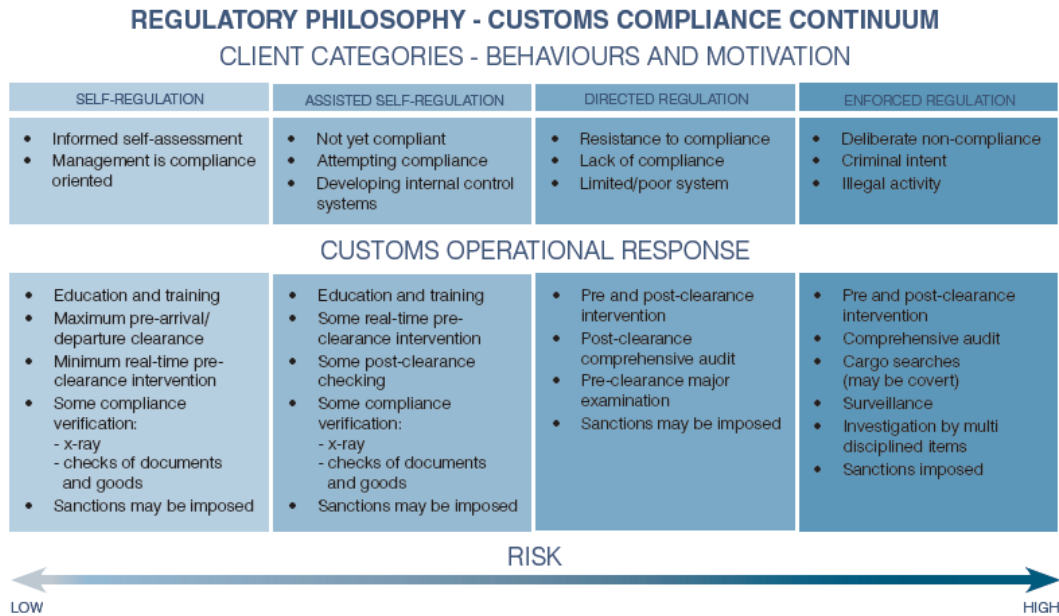 REGULATORY PHILOSOPHY - CUSTOMS COMPLIANCE CONTINUUM
CLIENT CATEGORIES - BEHAVIOURS AND MOTIVATION
SELF-REGULATION
• Informed self-assessment
• Management is compliance
oriented
ASSISTED SELF-REGULATION
• Not yet compliant
• Attempting compliance
• Developing internal control
systems
DIRECTED REGULATION
• Resistance to compliance
• Lack of compliance
• Limited/poor system
ENFORCED REGULATION
• Deliberate non-compliance
• Criminal intent
• Illegal activity
CUSTOMS OPERATIONAL RESPONSE
• Education and training
• Maximum pre-arrival/
departure clearance
• Minimum real-time pre-
clearance intervention
• Some compliance
verification:
- x-ray
- checks of documents
and goods
• Sanctions may be imposed
• Education and training
• Some real-time pre-
clearance intervention
• Some post-clearance
checking
• Some compliance
verification:
- x-ray
- checks of documents
and goods
• Sanctions may be imposed
• Pre and post-clearance
intervention
• Post-clearance
comprehensive audit
• Pre-clearance major
examination
• Sanctions may be imposed
• Pre and post-clearance
intervention
• Comprehensive audit
• Cargo searches
(may be covert)
• Surveillance
• Investigation by multi
disciplined items
• Sanctions imposed
RISK
LOW
HIGH